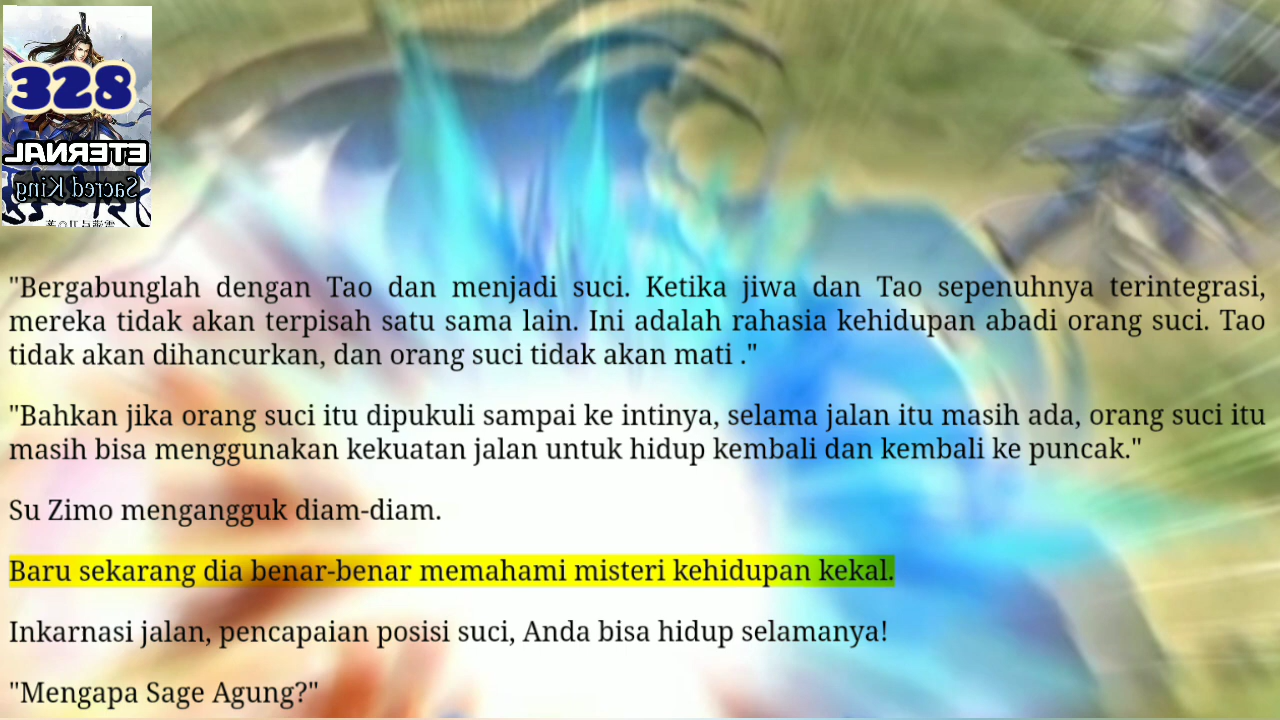 328
ETERNAL
Sacred King
"Bergabunglah dengan Tao dan menjadi suci. Ketika jiwa dan Tao sepenuhnya terintegrasi,
mereka tidak akan terpisah satu sama lain. Ini adalah rahasia kehidupan abadi orang suci. Tao
tidak akan dihancurkan, dan orang suci tidak akan mati ."
"Bahkan jika orang suci itu dipukuli sampai ke intinya, selama jalan itu masih ada, orang suci itu
masih bisa menggunakan kekuatan jalan untuk hidup kembali dan kembali ke puncak."
Su Zimo mengangguk diam-diam.
Baru sekarang dia benar-benar memahami misteri kehidupan kekal.
Inkarnasi jalan, pencapaian posisi suci, Anda bisa hidup selamanya!
"Mengapa Sage Agung?"